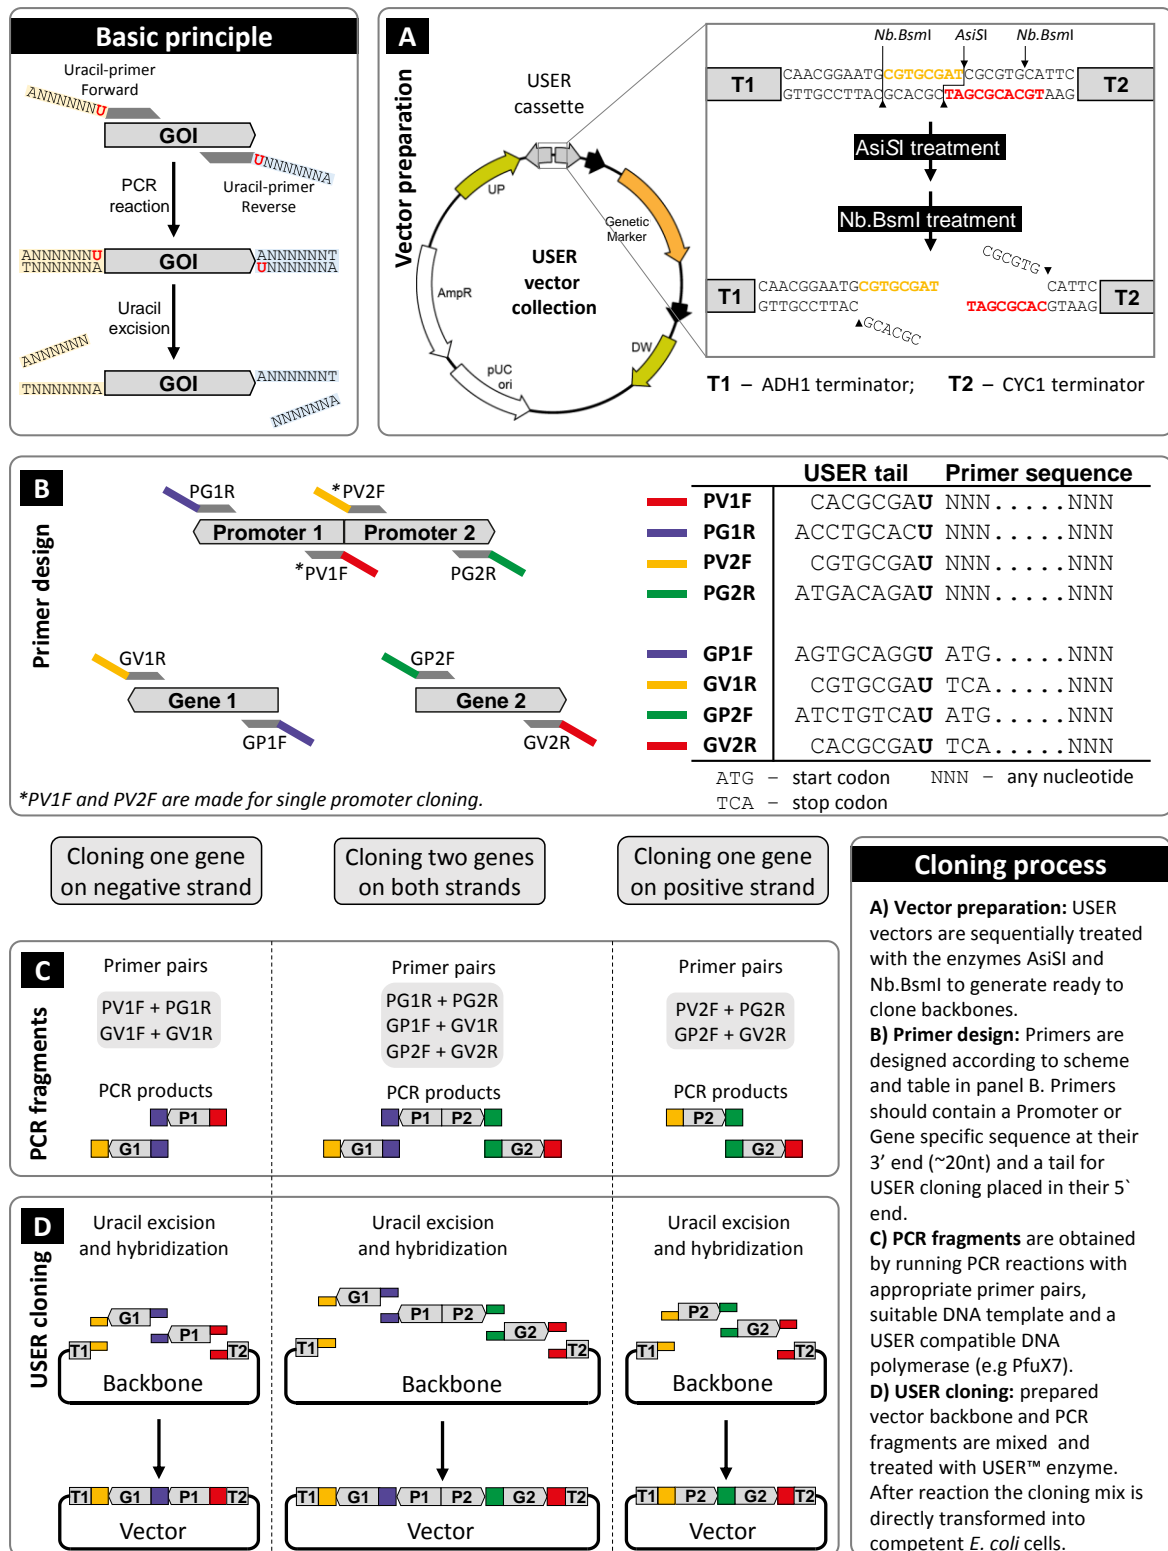 Basic principle
Uracil-primer
Forward
ANNNNNNU
GOI
UNNNNNNA
PCR
reaction
Uracil-primer
Reverse
ANNNNNNU
TNNNNNNA
GOI
ANNNNNNT
UNNNNNNA
Uracil
excision
ANNNNNN
TNNNNNNA
GOI
ANNNNNNT
NNNNNNA
A
Vector preparation
USER
cassette
UP
Genetic
Marker
USER
vector
collection
AmpR
pUC
ori
DW
Nb.BsmI AsiSI Nb.BsmI
T1 CAACGGAATGCGTGCGATCGCGTGCATTC T2
GTTGCCTTACGCACGCTAGCGCACGTAAG
AsiSI treatment
Nb.BsmI treatment
CGCGTG
T1 CAACGGAATGCGTGCGAT CATTC T2
GTTGCCTTAC TAGCGCACGTAAG
GCACGC
T1 – ADH1 terminator; T2 – CYC1 terminator
B
Primer design
PG1R *PV2F
Promoter 1 Promoter 2
*PV1F PG2R
GV1R GP2F
Gene 1 Gene 2
GP1F GV2R
*PV1F and PV2F are made for single promoter cloning.
USER tail Primer sequence
PV1F CACGCGAU NNN.....NNN
PG1R ACCTGCACU NNN.....NNN
PV2F CGTGCGAU NNN.....NNN
PG2R ATGACAGAU NNN.....NNN
GP1F AGTGCAGGU ATG.....NNN
GV1R CGTGCGAU TCA.....NNN
GP2F ATCTGTCAU ATG.....NNN
GV2R CACGCGAU TCA.....NNN
ATG – start codon NNN – any nucleotide
TCA – stop codon
Cloning one gene
on negative strand
Cloning two genes
on both strands
Cloning one gene
on positive strand
C
PCR fragments
Primer pairs
PV1F + PG1R
GV1F + GV1R
PCR products
P1
G1
Primer pairs
PG1R + PG2R
GP1F + GV1R
GP2F + GV2R
PCR products
P1 P2
G1 G2
Primer pairs
PV2F + PG2R
GP2F + GV2R
PCR products
P2
G2
D
USER cloning
Uracil excision
and hybridization
G1
P1
T1 T2
Backbone
T1 G1 P1 T2
Vector
Uracil excision
and hybridization
G1
P1 P2
G2
T1 T2
Backbone
T1 G1 P1 P2 G2 T2
Vector
Uracil excision
and hybridization
P2
G2
T1 T2
Backbone
T1 P2 G2 T2
Vector
Cloning process
A) Vector preparation: USER
vectors are sequentially treated
with the enzymes AsiSI and
Nb.BsmI to generate ready to
clone backbones.
B) Primer design: Primers are
designed according to scheme
and table in panel B. Primers
should contain a Promoter or
Gene specific sequence at their
3’ end (~20nt) and a tail for
USER cloning placed in their 5`
end.
C) PCR fragments are obtained
by running PCR reactions with
appropriate primer pairs,
suitable DNA template and a
USER compatible DNA
polymerase (e.g PfuX7).
D) USER cloning: prepared
vector backbone and PCR
fragments are mixed and
treated with USER™ enzyme.
After reaction the cloning mix is
directly transformed into
competent E. coli cells.